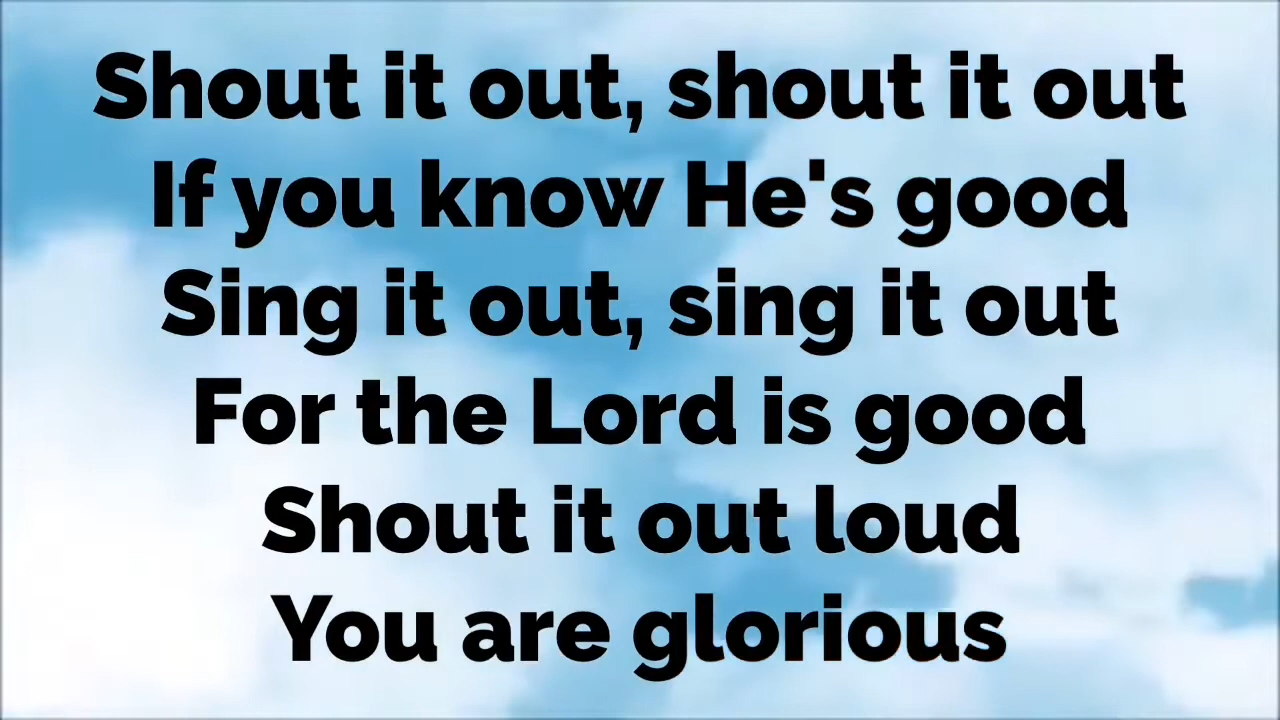 Shout it out, shout it out
If you know He's good
Sing it out, sing it out
For the Lord is good
Shout it out loud
You are glorious